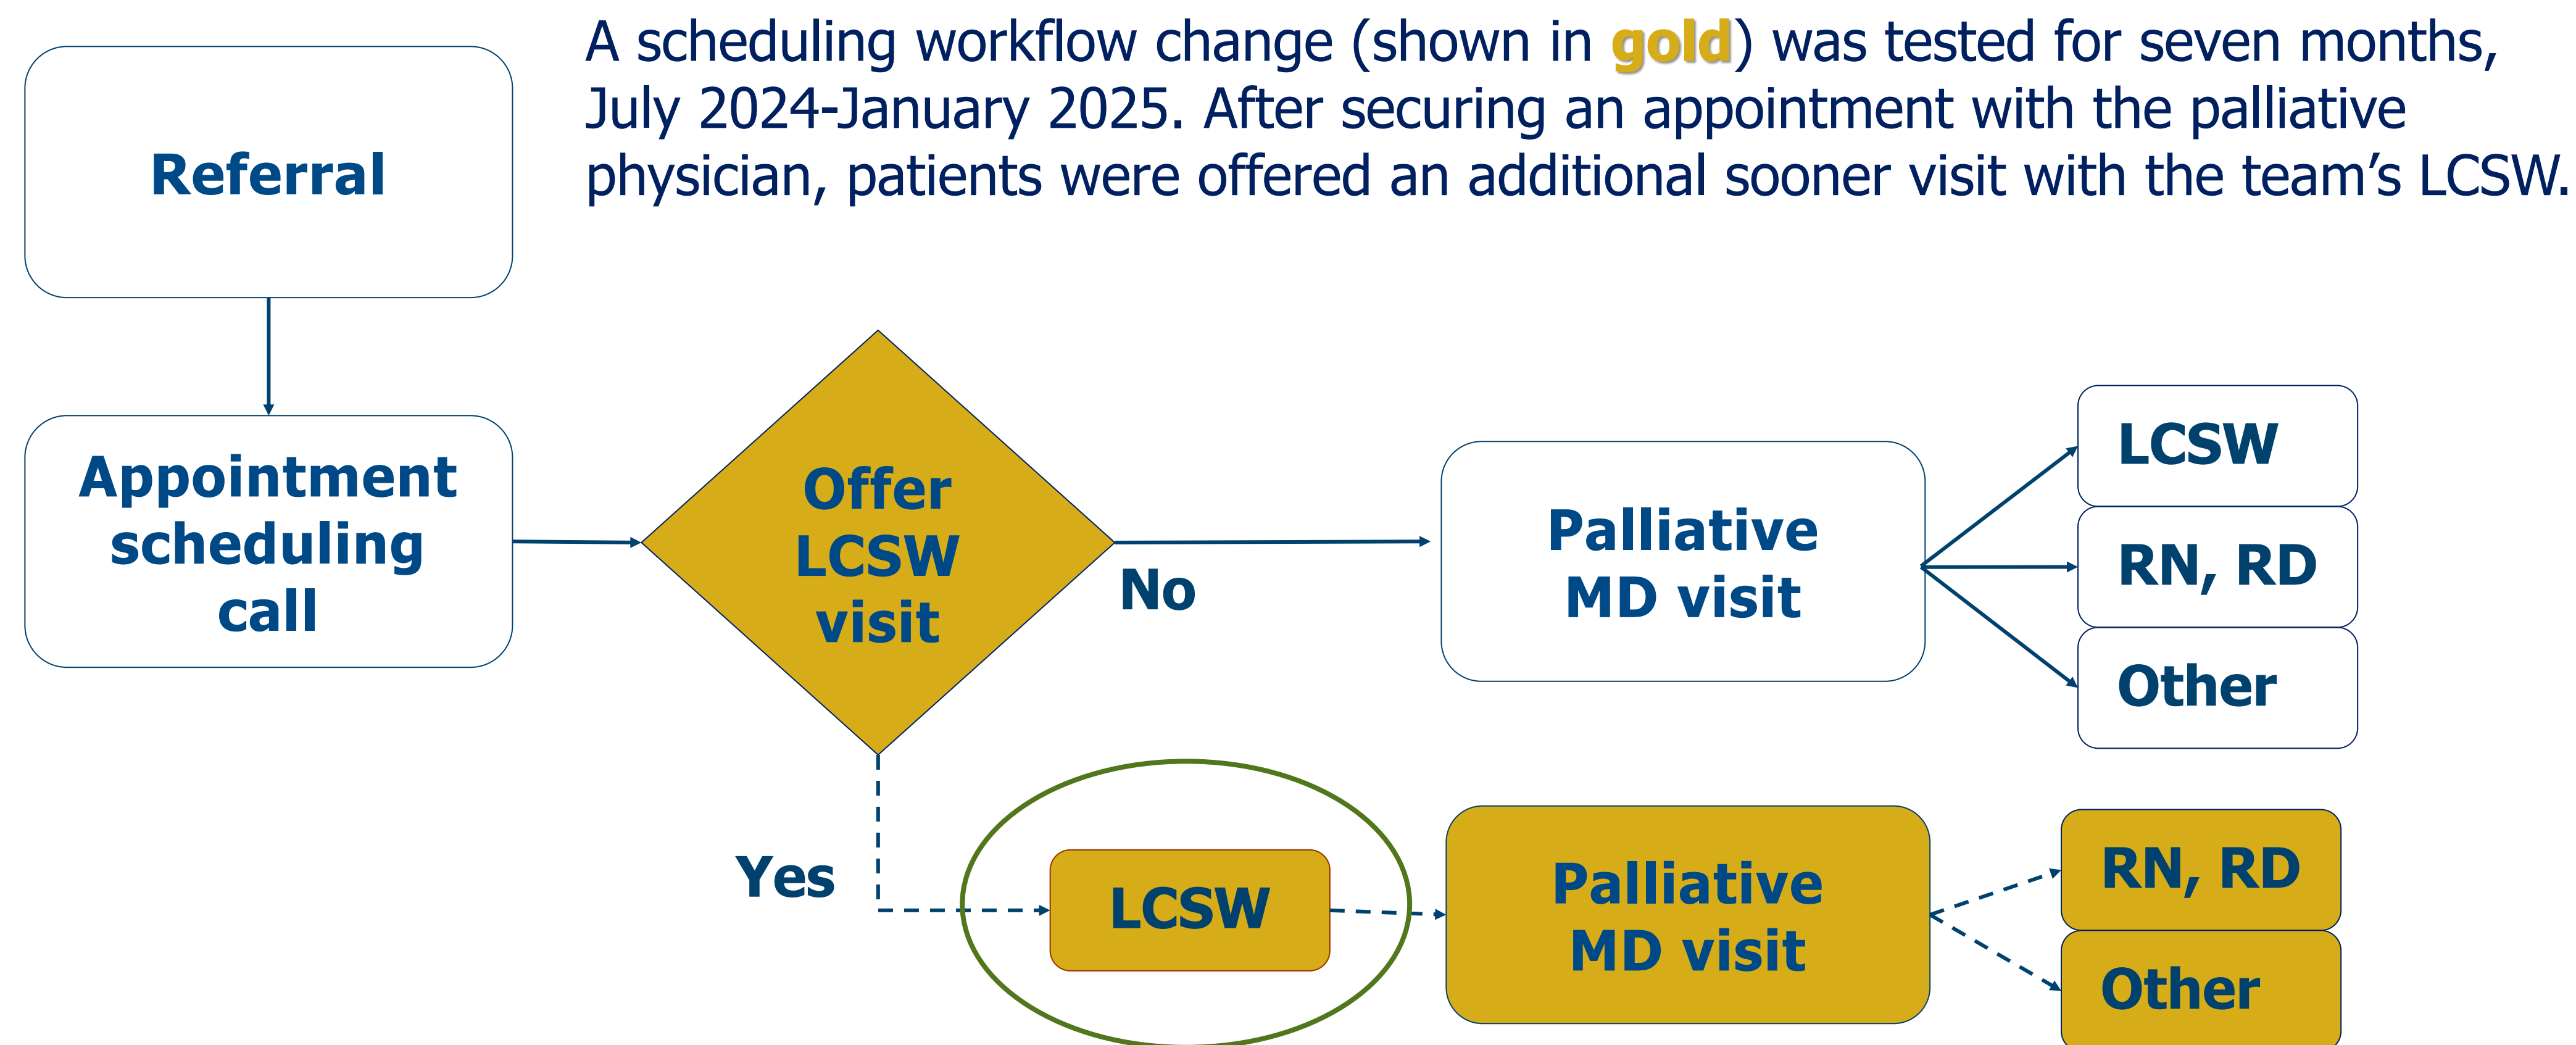 A scheduling workflow change (shown in gold) was tested for seven months,
July 2024-January 2025. After securing an appointment with the palliative
physician, patients were offered an additional sooner visit with the team’s LCSW.
Referral
Appointment
scheduling
call
Offer
LCSW
visit
No
Palliative
MD visit
LCSW
RN, RD
Other
Yes
LCSW
Palliative
MD visit
RN, RD
Other